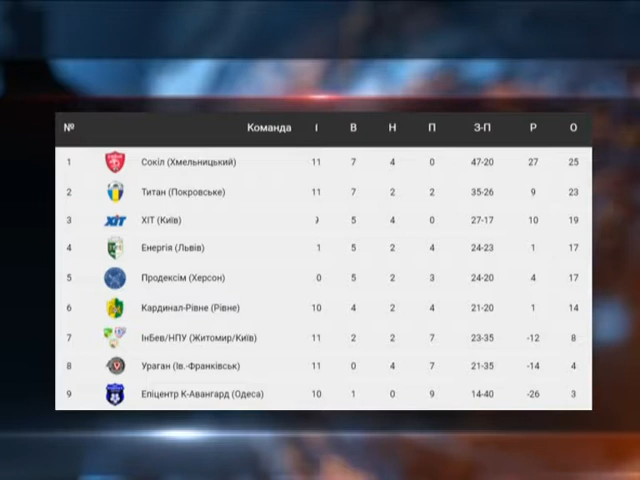 № Команда І В Н П З-П Р О
1 Сокіл (Хмельницький) 11 7 4 0 47-20 27 25
2 Титан (Покровське) 11 7 2 2 35-26 9 23
3 ХІТ ХІТ (Київ) 5 4 0 27-17 10 19
4 Енергія (Львів) 1 5 2 4 24-23 1 17
5 Продексім (Херсон) 0 5 2 3 24-20 4 17
6 Кардинал-Рівне (Рівне) 10 4 2 4 21-20 1 14
7 ІнБев/НПУ (Житомир/Київ) 11 2 2 7 23-35 -12 8
8 Ураган (Ів.-Франківськ) 11 0 4 7 21-35 -14 4
9 Епіцентр К-Авангард (Одеса) 10 1 0 9 14-40 -26 3